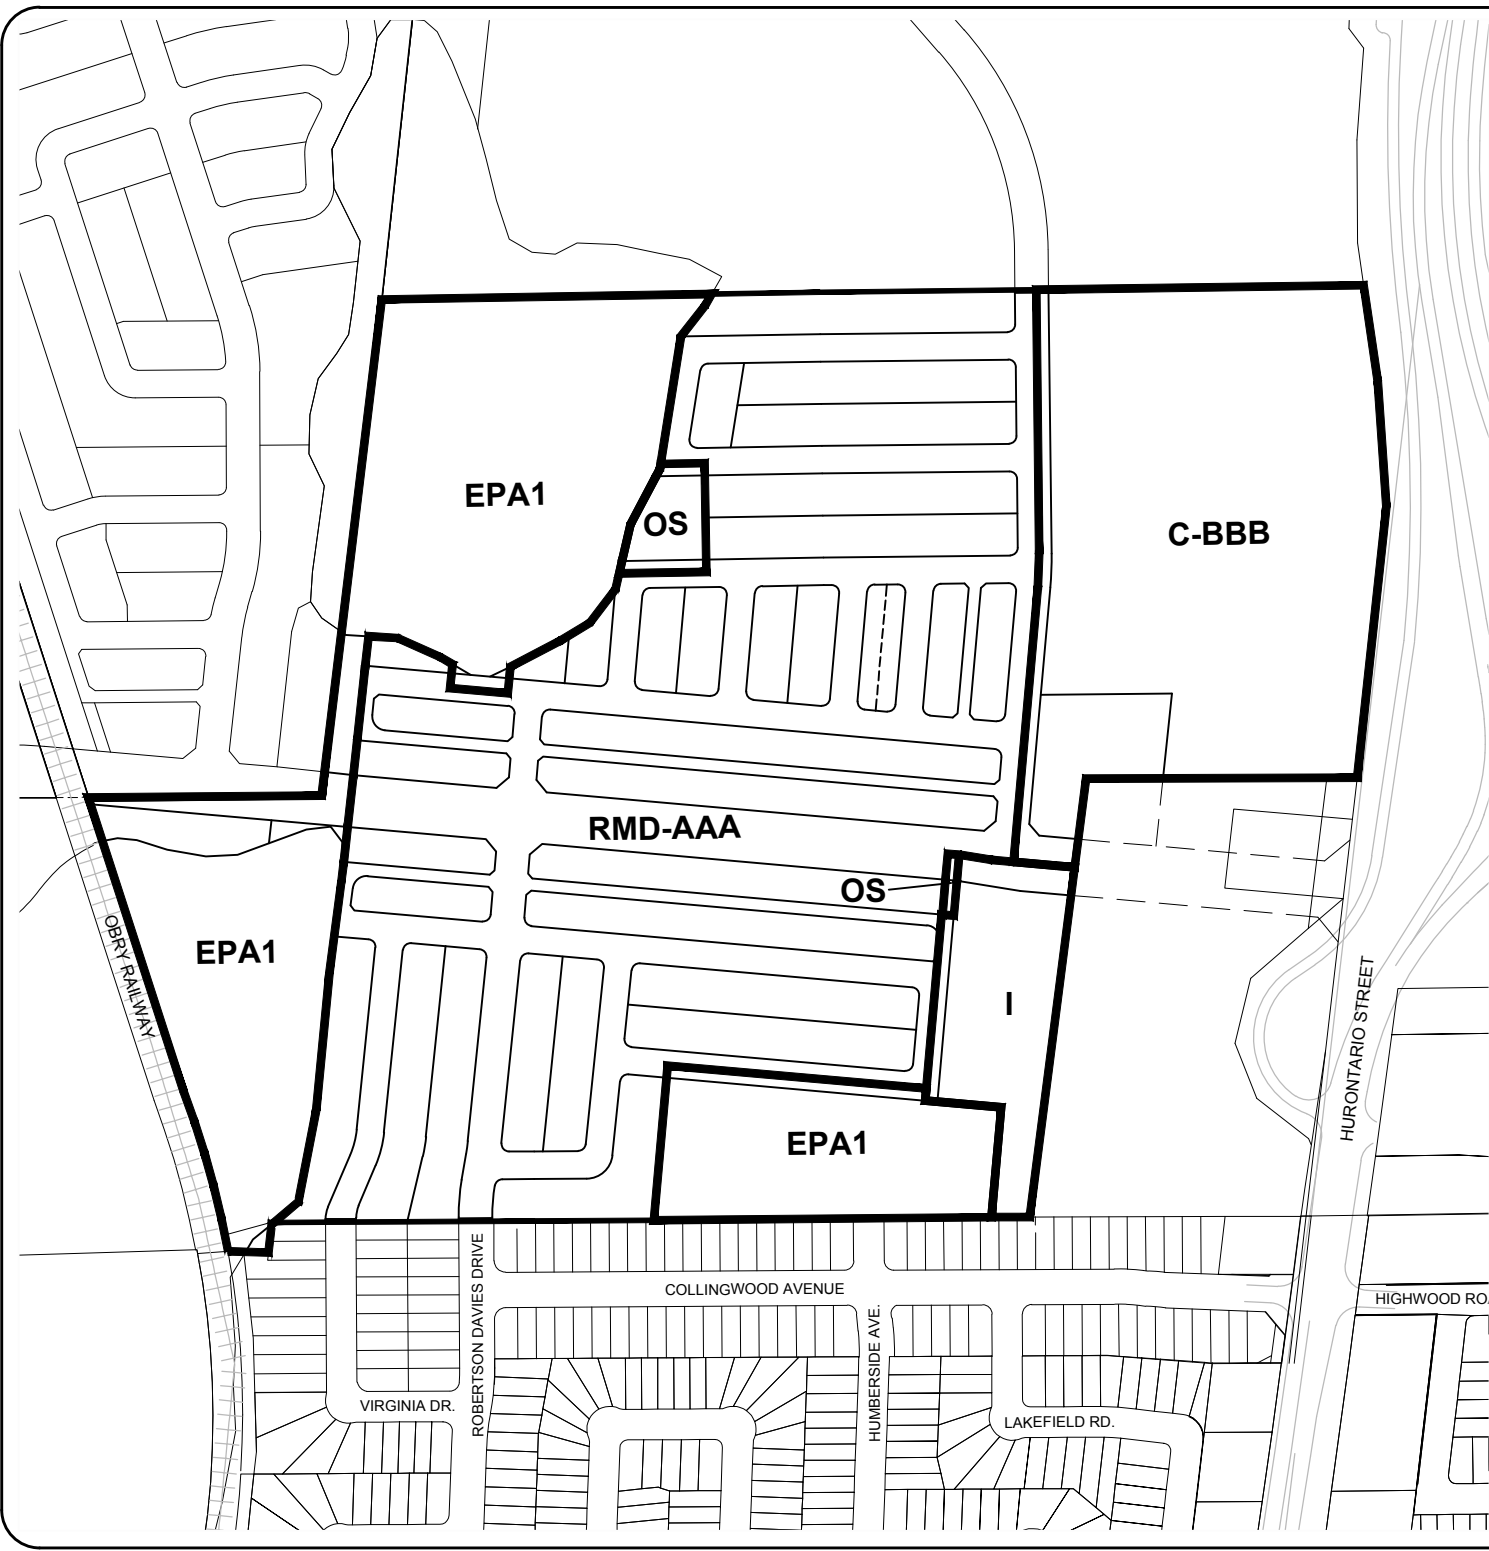 EPA1
OS
C-BBB
RMD-AAA
OS
EPA1
OBRY RAILWAY
I
HURONTARIO STREET
EPA1
ROBERTSON DAVIES DRIVE
COLLINGWOOD AVENUE
HIGHWOOD RO
HUMBERSIDE AVE.
VIRGINIA DR.
LAKEFIELD RD.